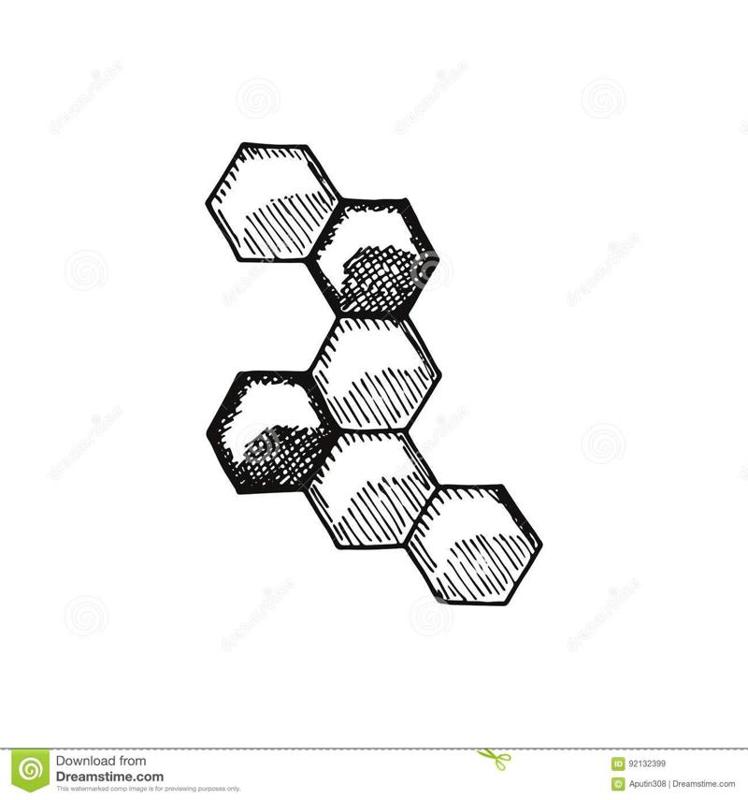 Download from
Dreamstime.com
This watermarked comp image is for previewing purposes only.
ID 92132399
© Aputin308 | Dreamstime.com